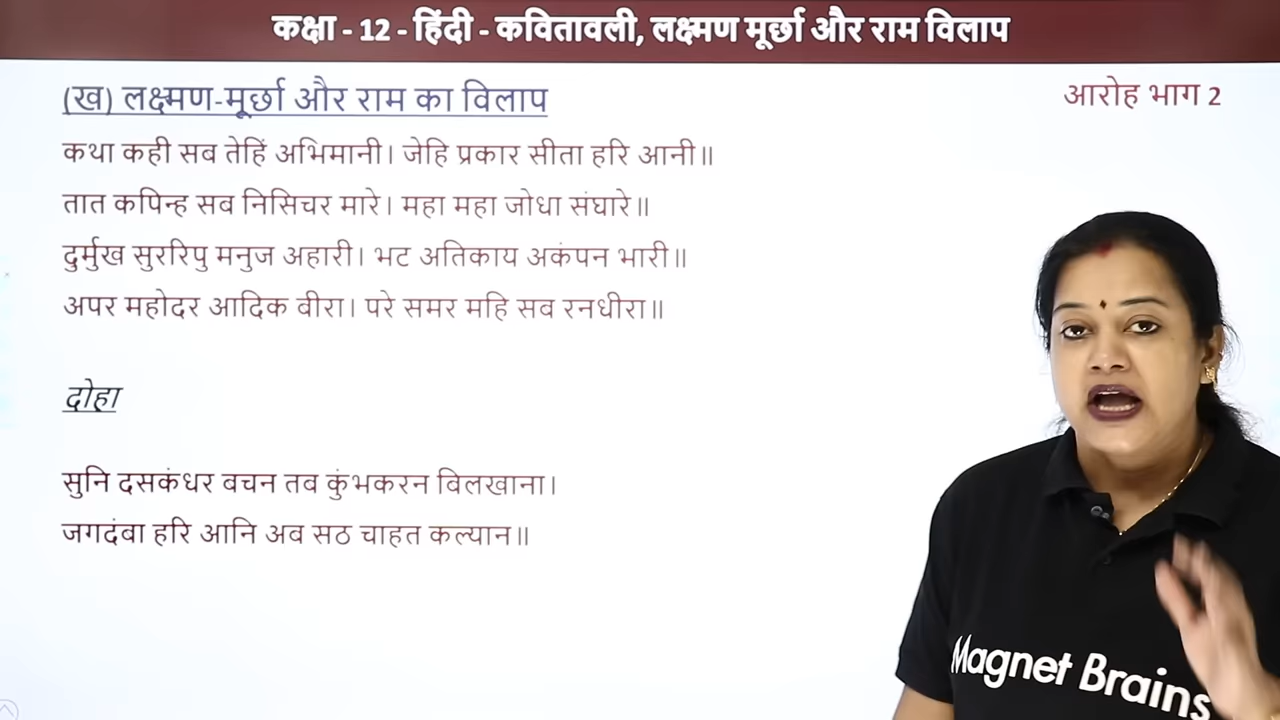 कक्षा - 12 - हिंदी - कवितावली, लक्ष्मण मूर्छा और राम विलाप
(ख) लक्ष्मण-मूर्छा और राम का विलाप
आरोह भाग 2
कथा कही सब तेहिं अभिमानी। जेहि प्रकार सीता हरि आनी॥
तात कपिन्ह सब निसिचर मारे। महा महा जोधा संघारे॥
दुर्मुख सुररिपु मनुज अहारी। भट अतिकाय अकंपन भारी॥
अपर महोदर आदिक बीरा। परे समर महि सब रनधीरा॥
दोहा
सुनि दसकंधर बचन तब कुंभकरन बिलखाना।
जगदंबा हरि आनि अब सठ चाहत कल्यान॥
Magnet Brains